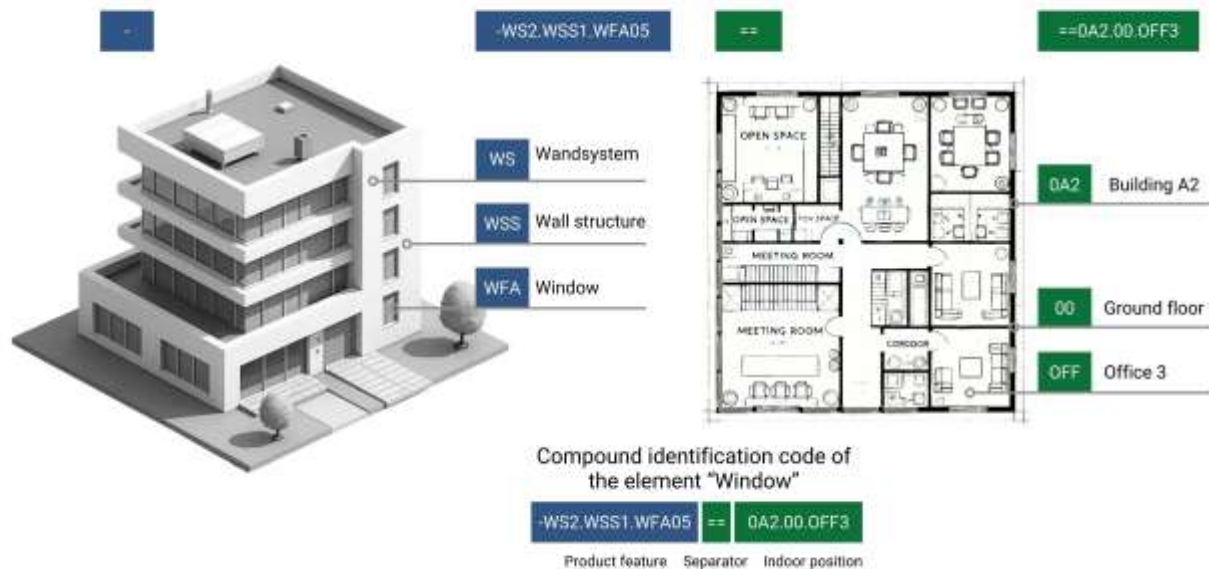 -
-WS2.WSS1.WFA05
==
==0A2.00.OFF3
WS Wandsystem
WSS Wall structure
WFA Window
OPEN SPACE
OPEN SPACE
MEETING ROOM
MEETING ROOM
CORODOR
0A2 Building A2
00 Ground floor
OFF Office 3
Compound identification code of
the element “Window”
-WS2.WSS1.WFA05 == 0A2.00.OFF3
Product feature Separator Indoor position